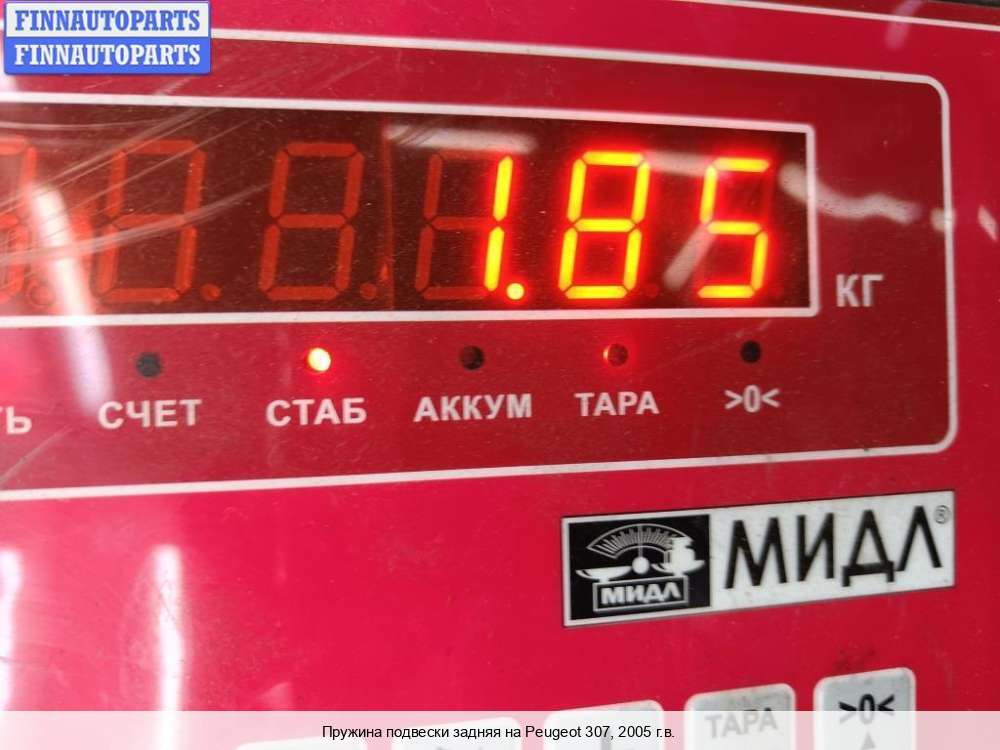 FINNAUTOPARTS
FINNAUTOPARTS
1.85
КГ
СЧЕТ СТАБ АККУМ ТАРА >0<
МИДЛ®
МИДЛ
ТАРА >0<
Пружина подвески задняя на Peugeot 307, 2005 г.в.